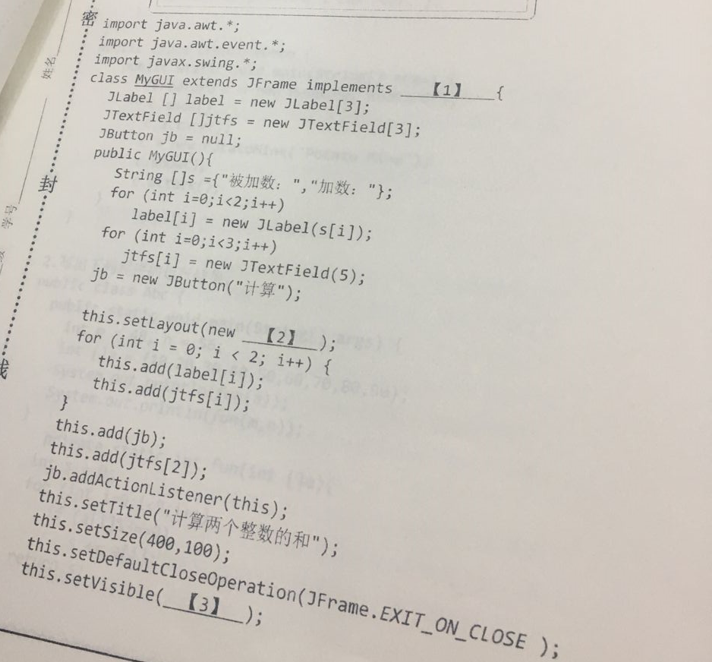 密
姓名
封
学号
线
import java.awt.*;
import java.awt.event.*;
import javax.swing.*;
class MyGUI extends JFrame implements ____【1】____{
JLabel [] label = new JLabel[3];
JTextField []jtfs = new JTextField[3];
JButton jb = null;
public MyGUI(){
String []s ={"被加数: ","加数: "};
for (int i=0;i<2;i++)
label[i] = new JLabel(s[i]);
for (int i=0;i<3;i++)
jtfs[i] = new JTextField(5);
jb = new JButton("计算");
this.setLayout(new ___【2】___);
for (int i = 0; i < 2; i++) {
this.add(label[i]);
this.add(jtfs[i]);
}
this.add(jb);
this.add(jtfs[2]);
jb.addActionListener(this);
this.setTitle("计算两个整数的和");
this.setSize(400,100);
this.setDefaultCloseOperation(JFrame.EXIT_ON_CLOSE );
this.setVisible(___【3】___);